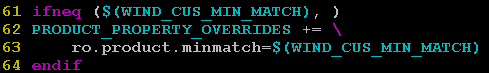 61 ifneq ($(WIND_CUS_MIN_MATCH), )
62 PRODUCT_PROPERTY_OVERRIDES += \
63     ro.product.minmatch=$(WIND_CUS_MIN_MATCH)
64 endif